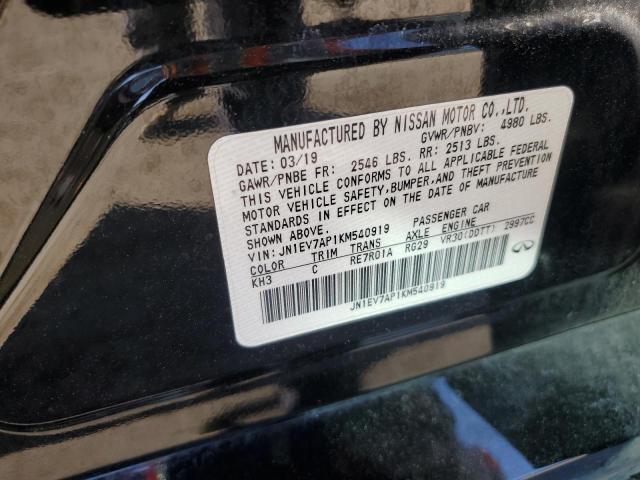 MANUFACTURED BY NISSAN MOTOR CO.,LTD.
DATE: 03/19 GVWR/PNBV: 4980 LBS.
GAWR/PNBE FR: 2546 LBS. RR: 2513 LBS.
THIS VEHICLE CONFORMS TO ALL APPLICABLE FEDERAL
MOTOR VEHICLE SAFETY,BUMPER,AND THEFT PREVENTION
STANDARDS IN EFFECT ON THE DATE OF MANUFACTURE
SHOWN ABOVE.
VIN: JN1EV7AP1KM540919 PASSENGER CAR
COLOR TRIM TRANS AXLE ENGINE
KH3 C RE7R01A RG29 VR30(DDTT) 2997CC
JN1EV7AP1KM540919